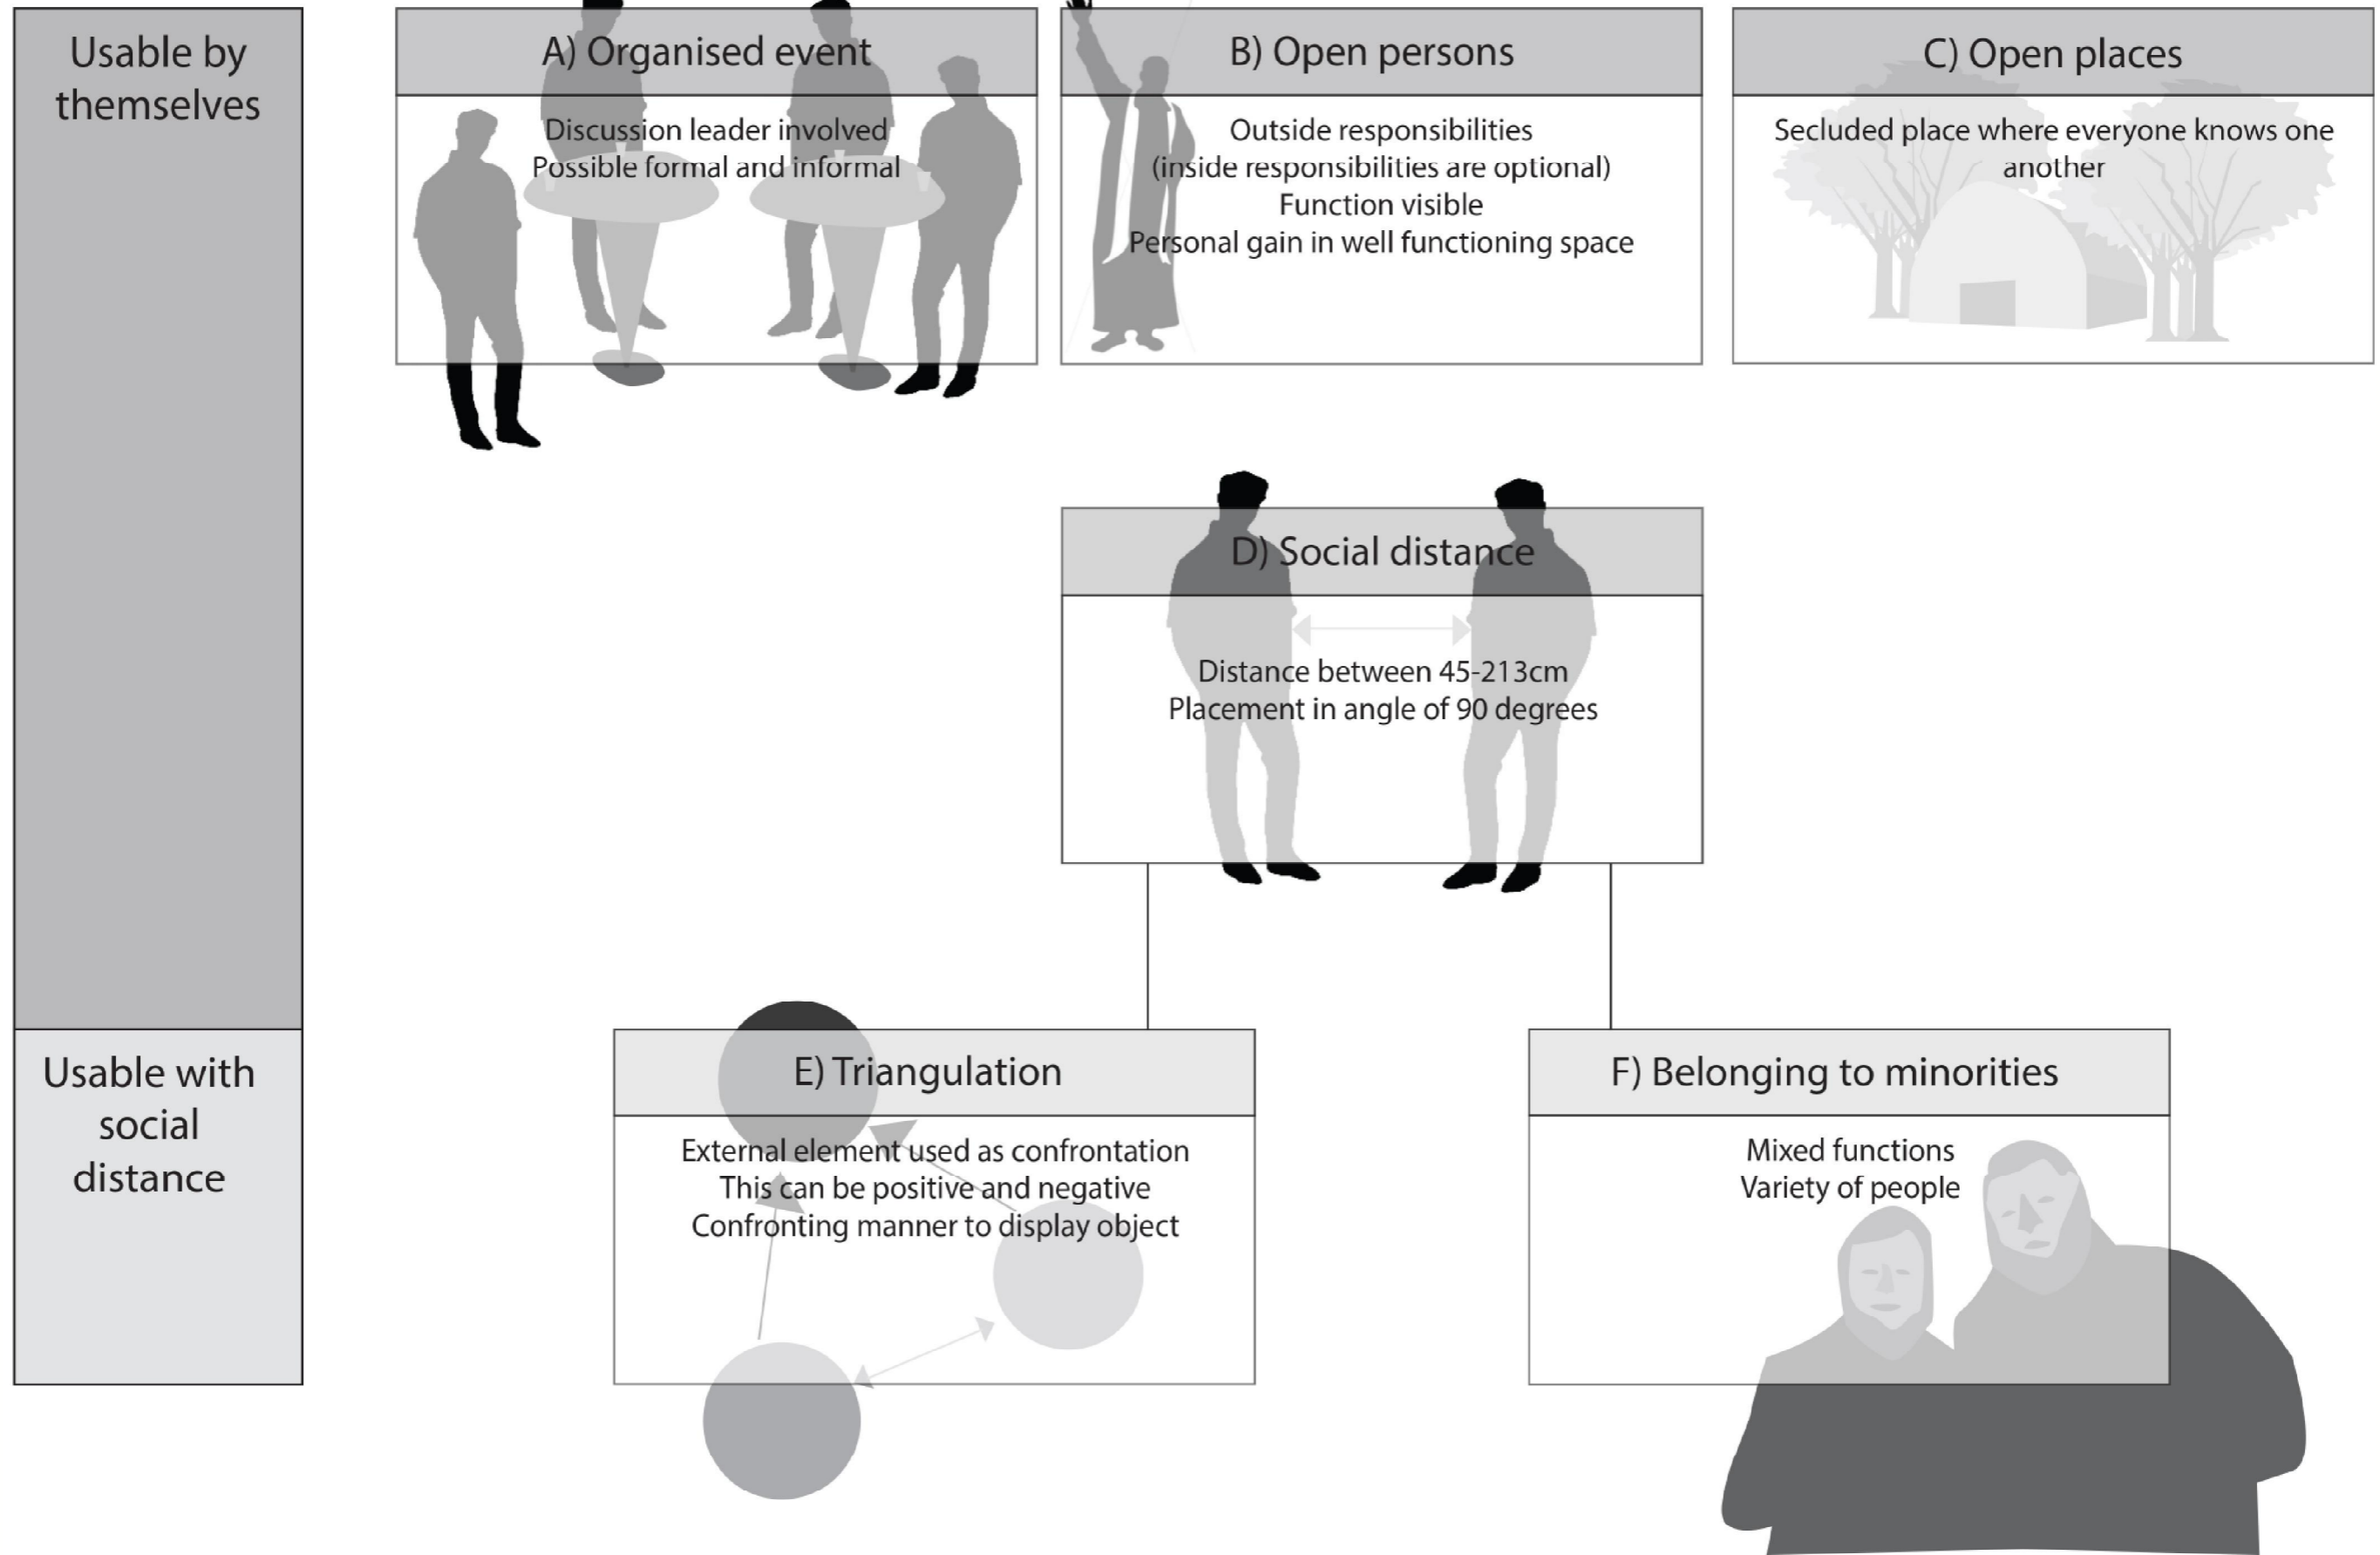 Usable by
themselves
A) Organised event
Discussion leader involved
Possible formal and informal
B) Open persons
Outside responsibilities
(inside responsibilities are optional)
Function visible
Personal gain in well functioning space
C) Open places
Secluded place where everyone knows one
another
D) Social distance
Distance between 45-213cm
Placement in angle of 90 degrees
Usable with
social
distance
E) Triangulation
External element used as confrontation
This can be positive and negative
Confronting manner to display object
F) Belonging to minorities
Mixed functions
Variety of people